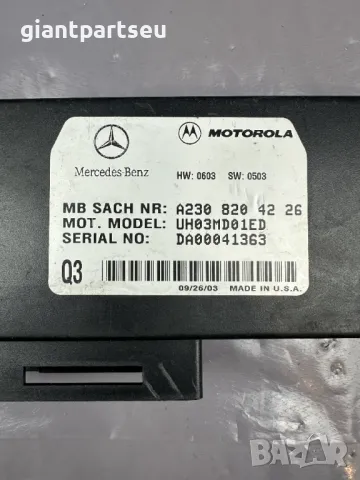 giantpartseu
Mercedes-Benz
MOTOROLA
HW: 0603 SW: 0503
MB SACH NR: A230 820 42 26
MOT. MODEL: UH03MD01ED
SERIAL NO: DA00041363
Q3
09/26/03 MADE IN U.S.A.
BAZAR
bg